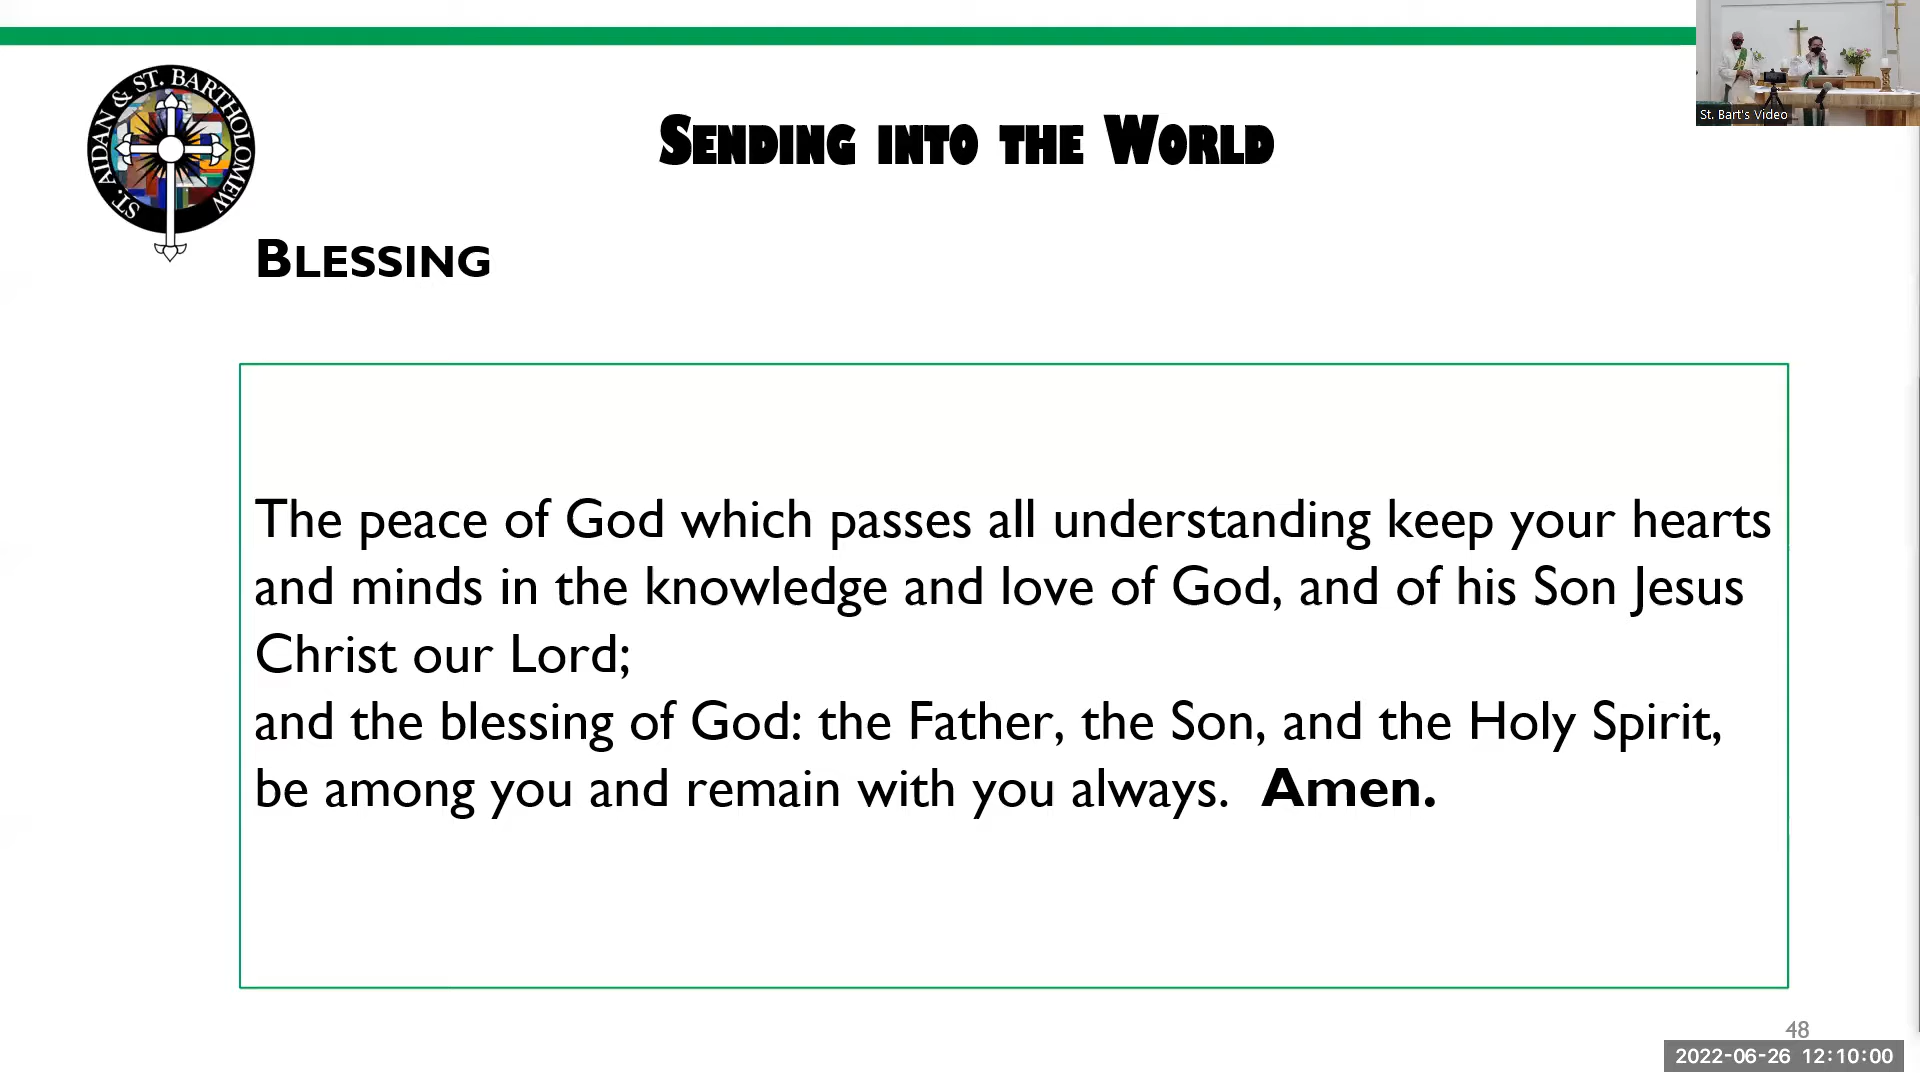 ST. AIDAN & ST. BARTHOLOMEW
St. Bart's Video
SENDING INTO THE WORLD
BLESSING
The peace of God which passes all understanding keep your hearts
and minds in the knowledge and love of God, and of his Son Jesus
Christ our Lord;
and the blessing of God: the Father, the Son, and the Holy Spirit,
be among you and remain with you always.  Amen.
48
2022-06-26 12:10:00